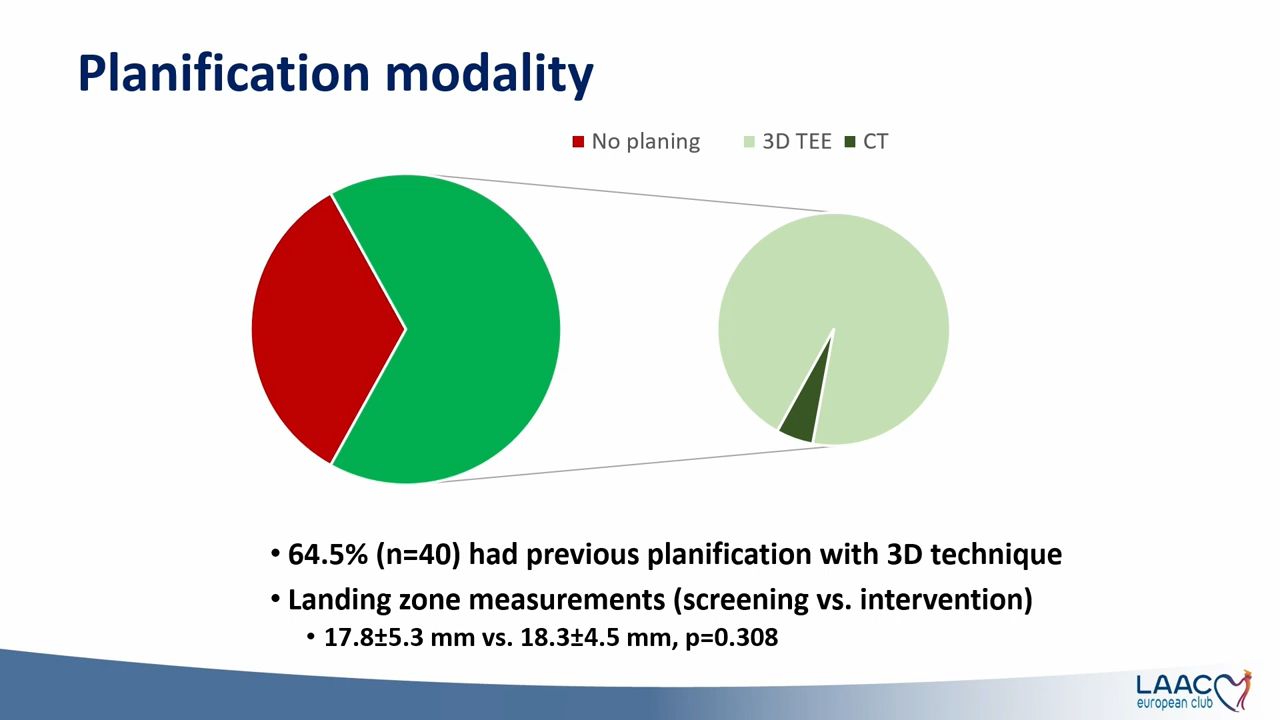 Planification modality
No planing 3D TEE CT
• 64.5% (n=40) had previous planification with 3D technique
• Landing zone measurements (screening vs. intervention)
• 17.8±5.3 mm vs. 18.3±4.5 mm, p=0.308
LAAC
european club